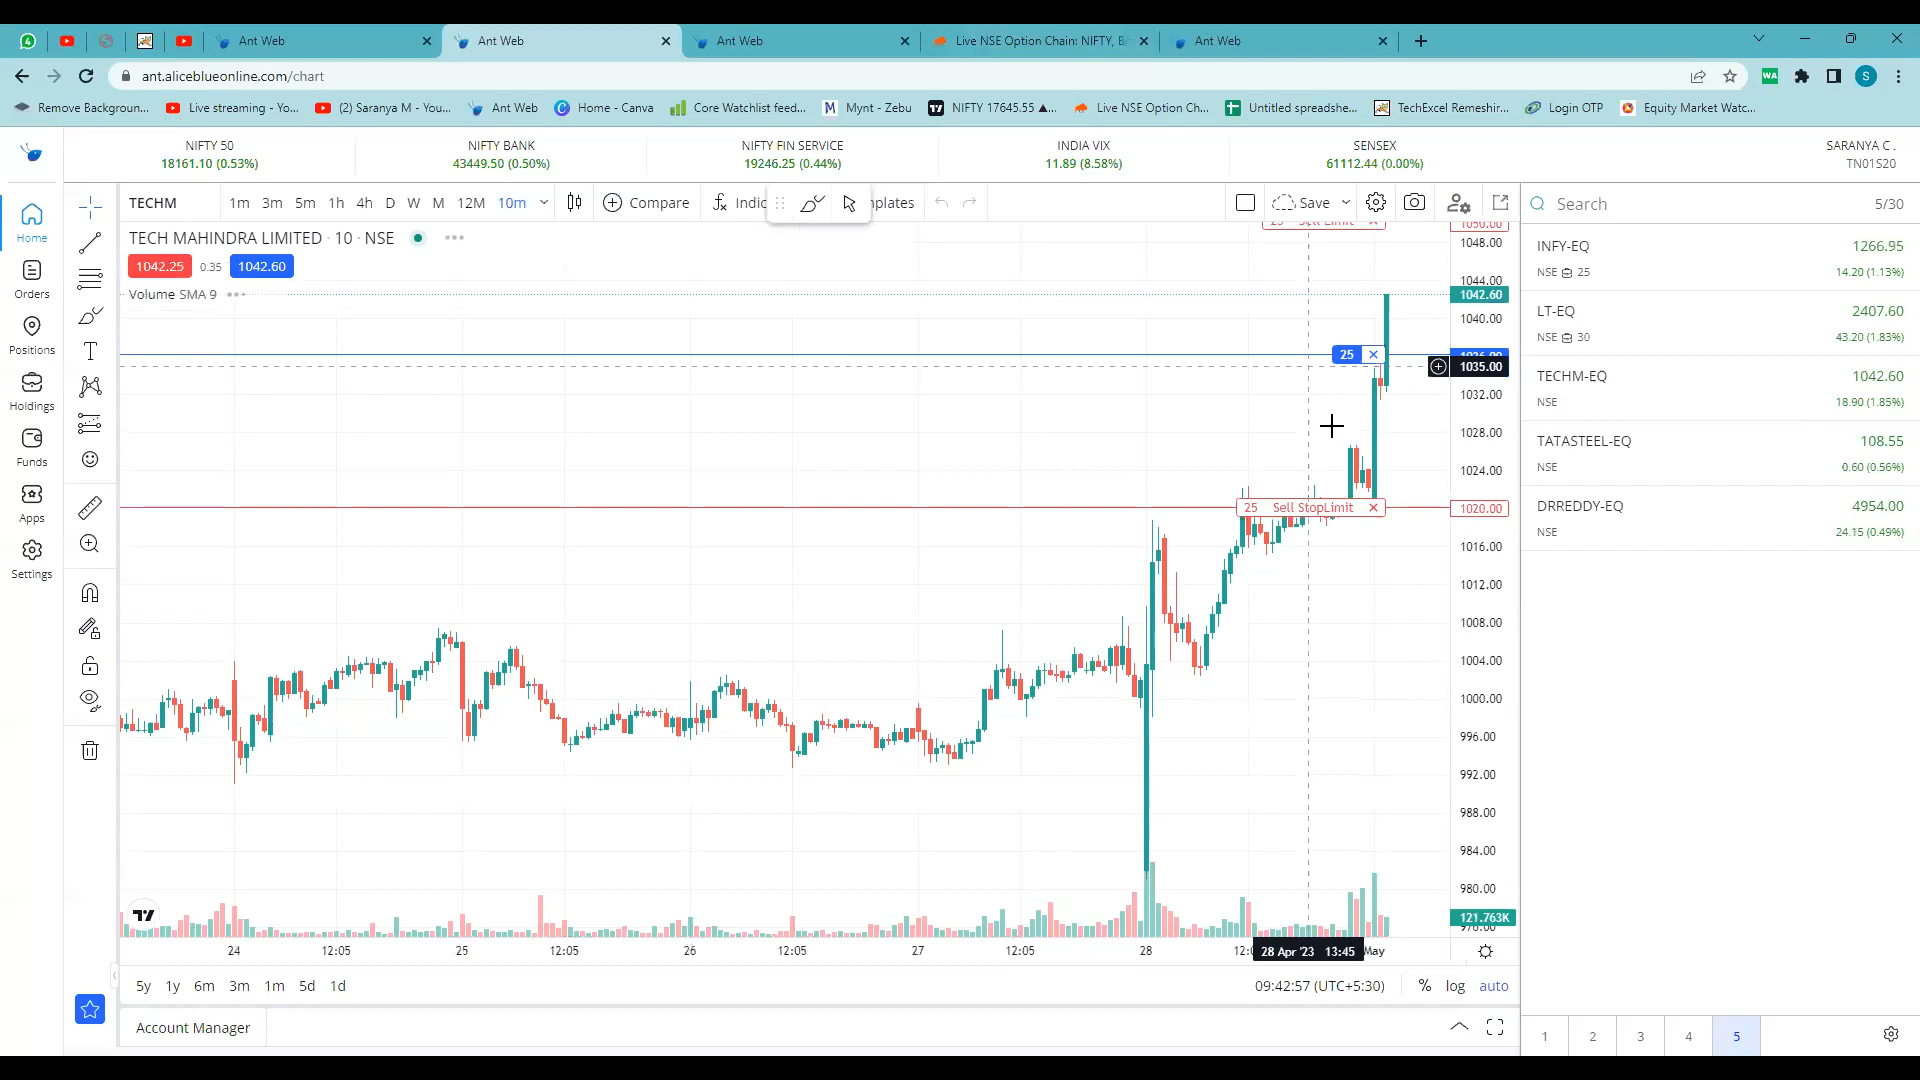 4
Ant Web
Ant Web
Ant Web
Live NSE Option Chain: NIFTY, B
Ant Web
ant.aliceblueonline.com/chart
WA
S
Remove Backgroun...
Live streaming - Yo...
(2) Saranya M - You...
Ant Web
Home - Canva
Core Watchlist feed...
Mynt - Zebu
NIFTY 17645.55 ▲...
Live NSE Option Ch...
Untitled spreadshe...
TechExcel Remeshir...
Login OTP
Equity Market Watc...
NIFTY 50
18161.10 (0.53%)
NIFTY BANK
43449.50 (0.50%)
NIFTY FIN SERVICE
19246.25 (0.44%)
INDIA VIX
11.89 (8.58%)
SENSEX
61112.44 (0.00%)
SARANYA C .
TN01S20
Home
Orders
Positions
Holdings
Funds
Apps
Settings
TECHM
1m 3m 5m 1h 4h D W M 12M 10m
Compare
Indic
plates
Save
TECH MAHINDRA LIMITED · 10 · NSE
1042.25 0.35 1042.60
Volume SMA 9
25 Sell Limit
1050.00
1048.00
1044.00
1042.60
1040.00
25
1035.00
1032.00
1028.00
1024.00
25 Sell StopLimit
1020.00
1016.00
1012.00
1008.00
1004.00
1000.00
996.00
992.00
988.00
984.00
980.00
121.763K
976.00
24 12:05 25 12:05 26 12:05 27 12:05 28
28 Apr '23 13:45
May
5y 1y 6m 3m 1m 5d 1d
09:42:57 (UTC+5:30)
% log auto
Account Manager
Search
5/30
INFY-EQ 1266.95
NSE 25 14.20 (1.13%)
LT-EQ 2407.60
NSE 30 43.20 (1.83%)
TECHM-EQ 1042.60
NSE 18.90 (1.85%)
TATASTEEL-EQ 108.55
NSE 0.60 (0.56%)
DRREDDY-EQ 4954.00
NSE 24.15 (0.49%)
1 2 3 4 5